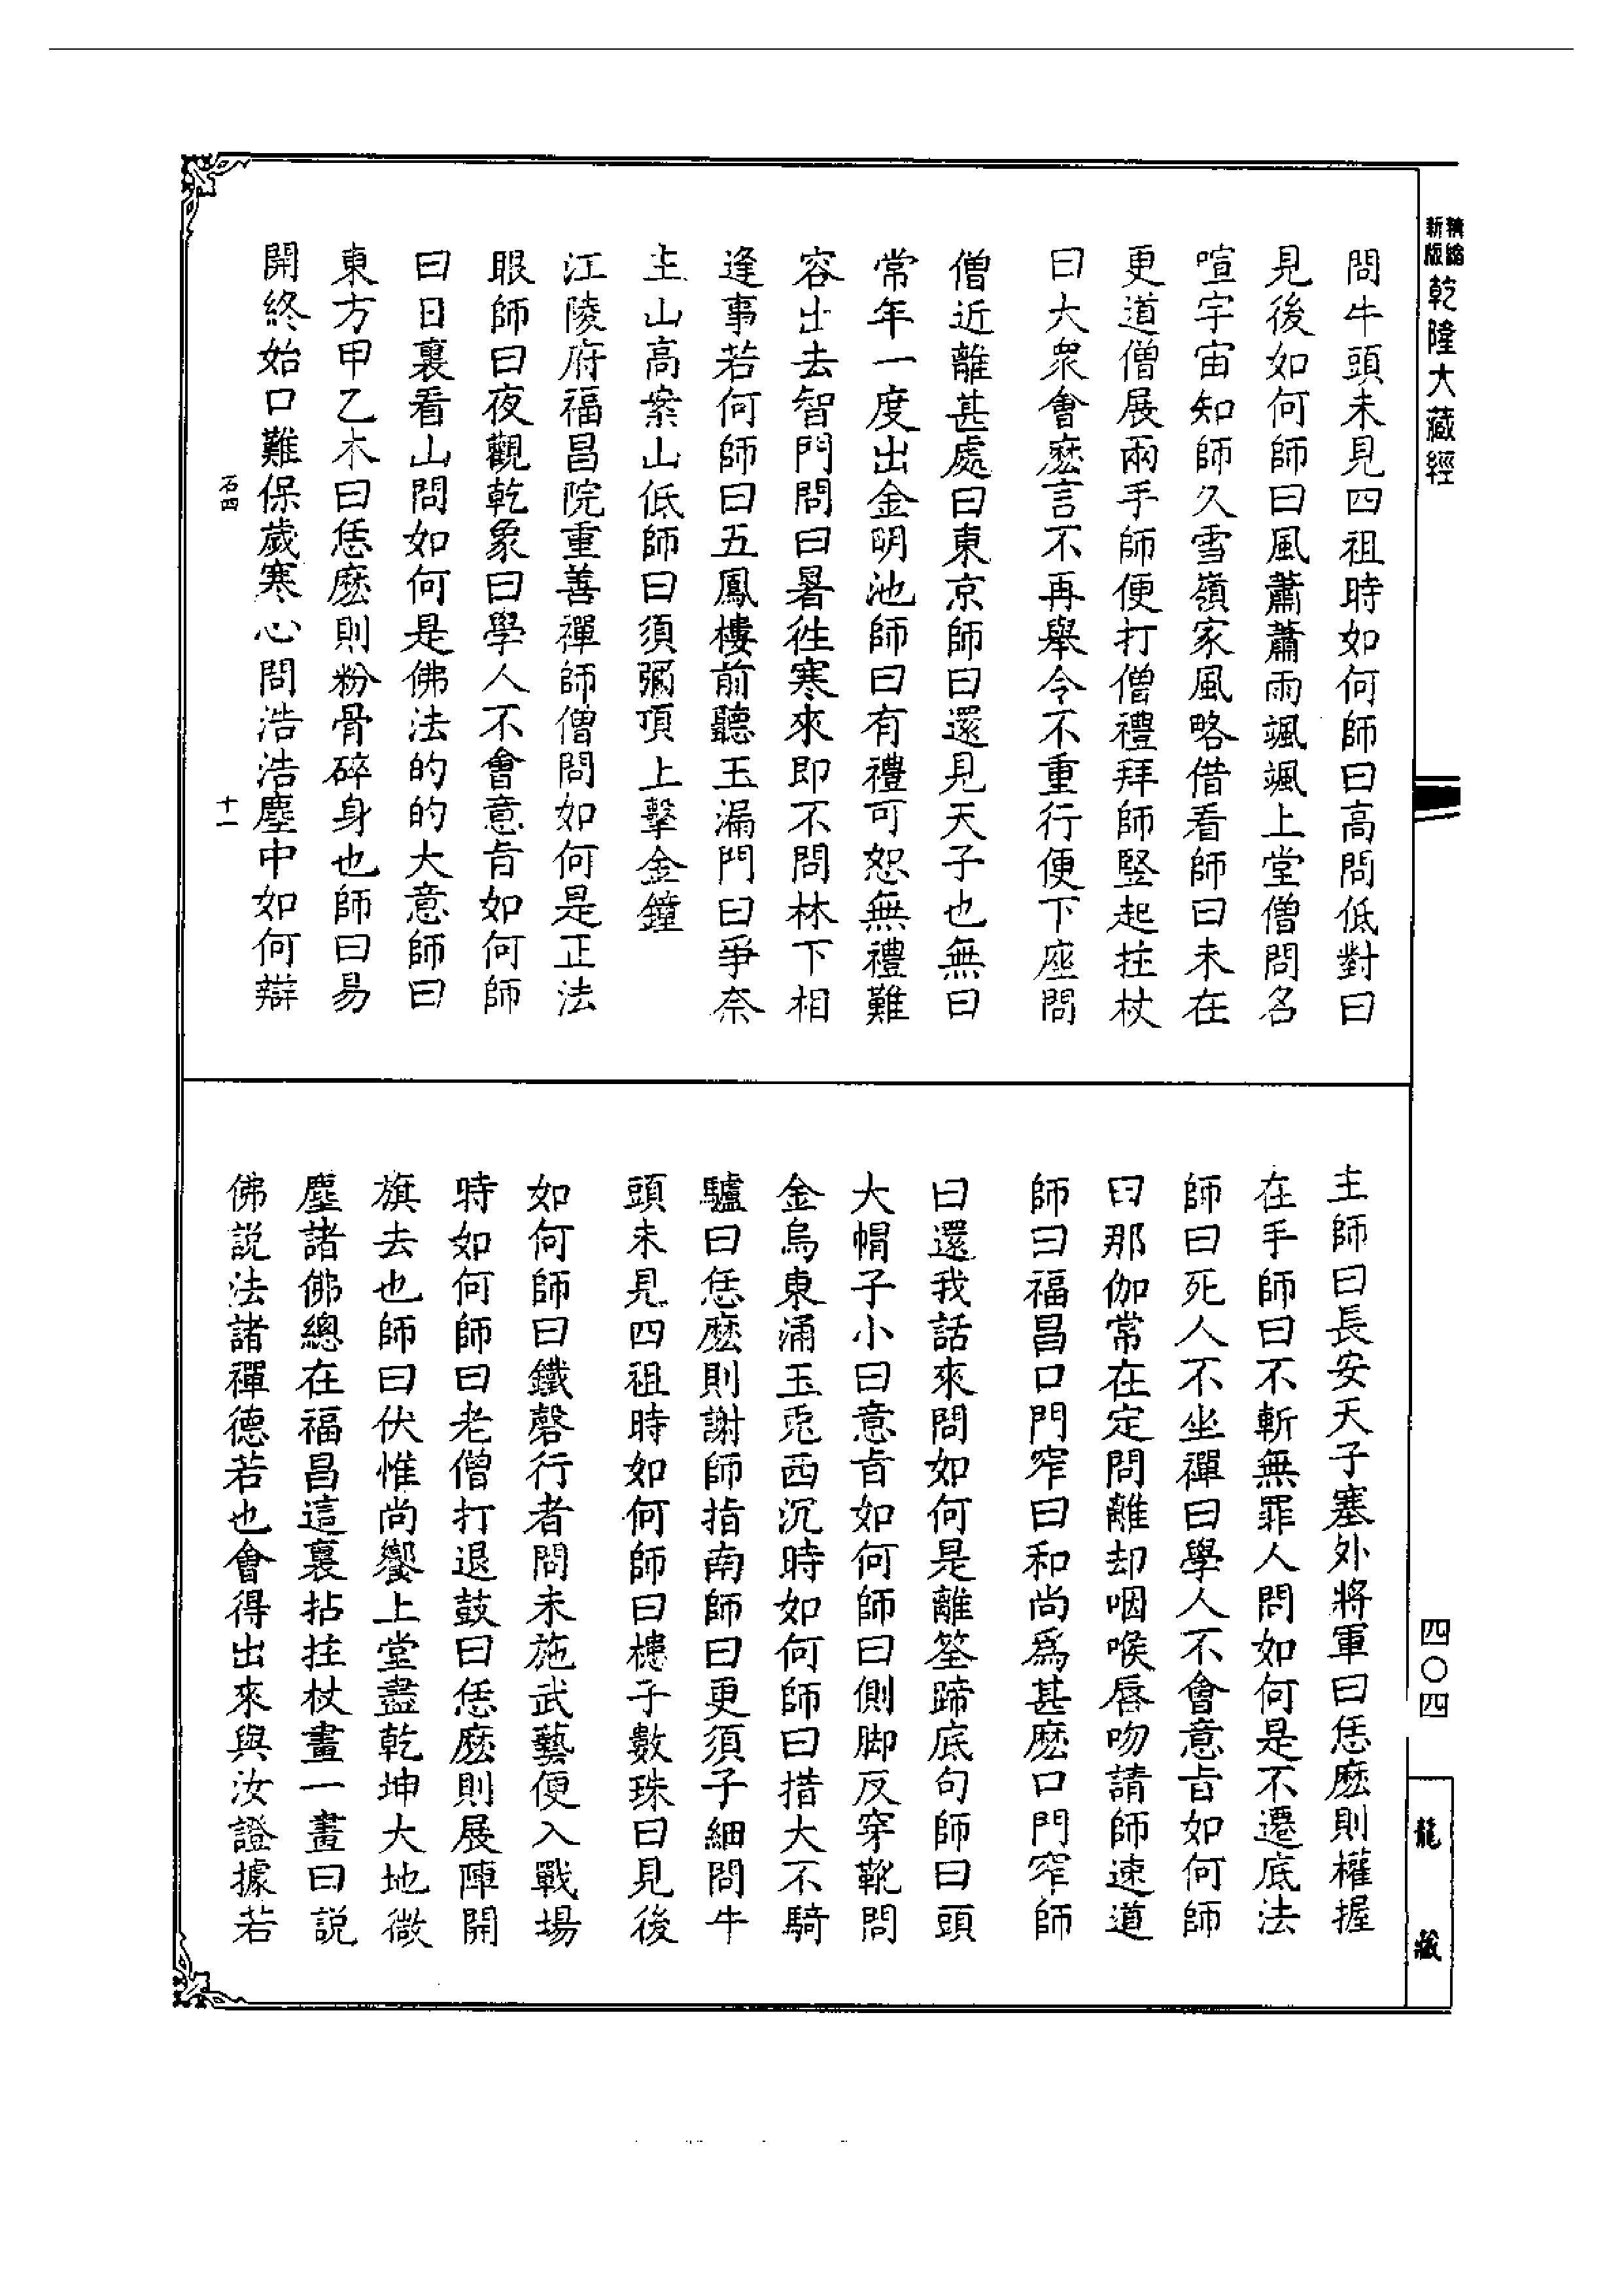 精縮新版乾隆大藏經
問牛頭未見四祖時如何師曰高問低對曰
見後如何師曰風蕭蕭雨颯颯上堂僧問名
喧宇宙知師久雪嶺家風略借看師曰未在
更道僧展兩手師便打僧禮拜師竪起拄杖
曰大衆會麽言不再舉令不重行便下座問
僧近離甚處曰東京師曰還見天子也無曰
常年一度出金明池師曰有禮可恕無禮難
容出去智門問曰暑往寒來即不問林下相
逢事若何師曰五鳳樓前聽玉漏門曰爭奈
主山高案山低師曰須彌頂上擊金鐘
江陵府福昌院重善禪師僧問如何是正法
眼師曰夜觀乾象曰學人不會意旨如何師
曰日裏看山問如何是佛法的的大意師曰
東方甲乙木曰恁麽則粉骨碎身也師曰易
開終始口難保歲寒心問浩浩塵中如何辯
石四
十一
主師曰長安天子塞外將軍曰恁麽則權握
在手師曰不斬無罪人問如何是不遷底法
師曰死人不坐禪曰學人不會意旨如何師
曰那伽常在定問離却咽喉唇吻請師速道
師曰福昌口門窄曰和尚爲甚麽口門窄師
曰還我話來問如何是離筌蹄底句師曰頭
大帽子小曰意旨如何師曰側脚反穿靴問
金烏東涌玉兎西沉時如何師曰措大不騎
驢曰恁麽則謝師指南師曰更須子細問牛
頭未見四祖時如何師曰槵子數珠曰見後
如何師曰鐵磬行者問未施武藝便入戰場
時如何師曰老僧打退鼓曰恁麽則展陣開
旗去也師曰伏惟尚饗上堂盡乾坤大地微
塵諸佛總在福昌這裏拈拄杖畫一畫曰説
佛説法諸禪德若也會得出來與汝證據若
四〇四
龍藏